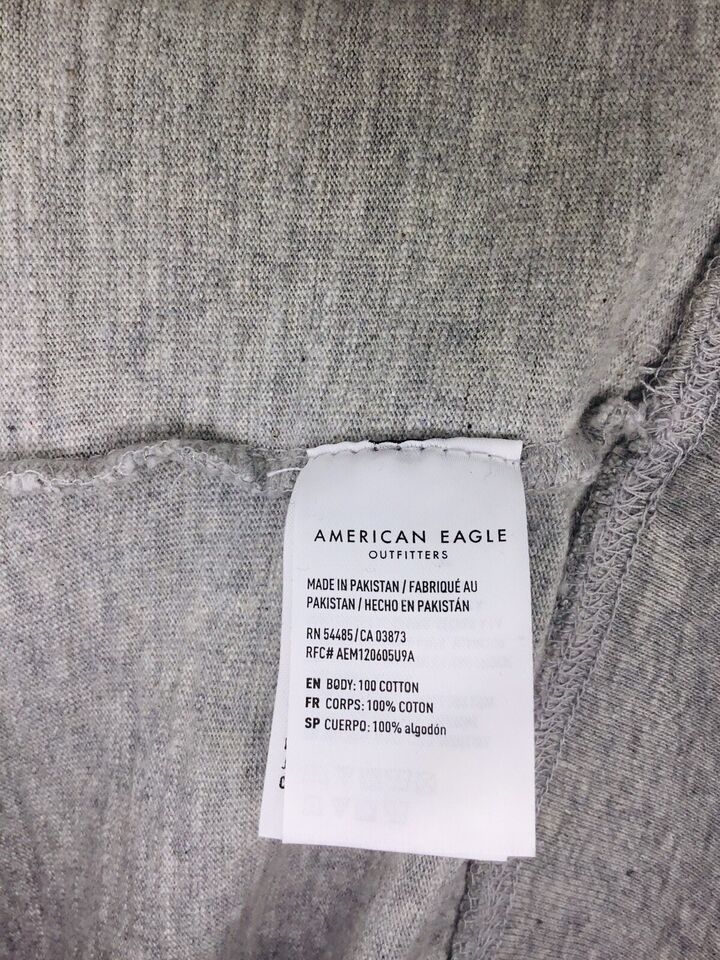 AMERICAN EAGLE
OUTFITTERS
MADE IN PAKISTAN / FABRIQUÉ AU
PAKISTAN / HECHO EN PAKISTÁN
RN 54485/CA 03873
RFC# AEM120605U9A
EN BODY: 100 COTTON
FR CORPS: 100% COTON
SP CUERPO: 100% algodón